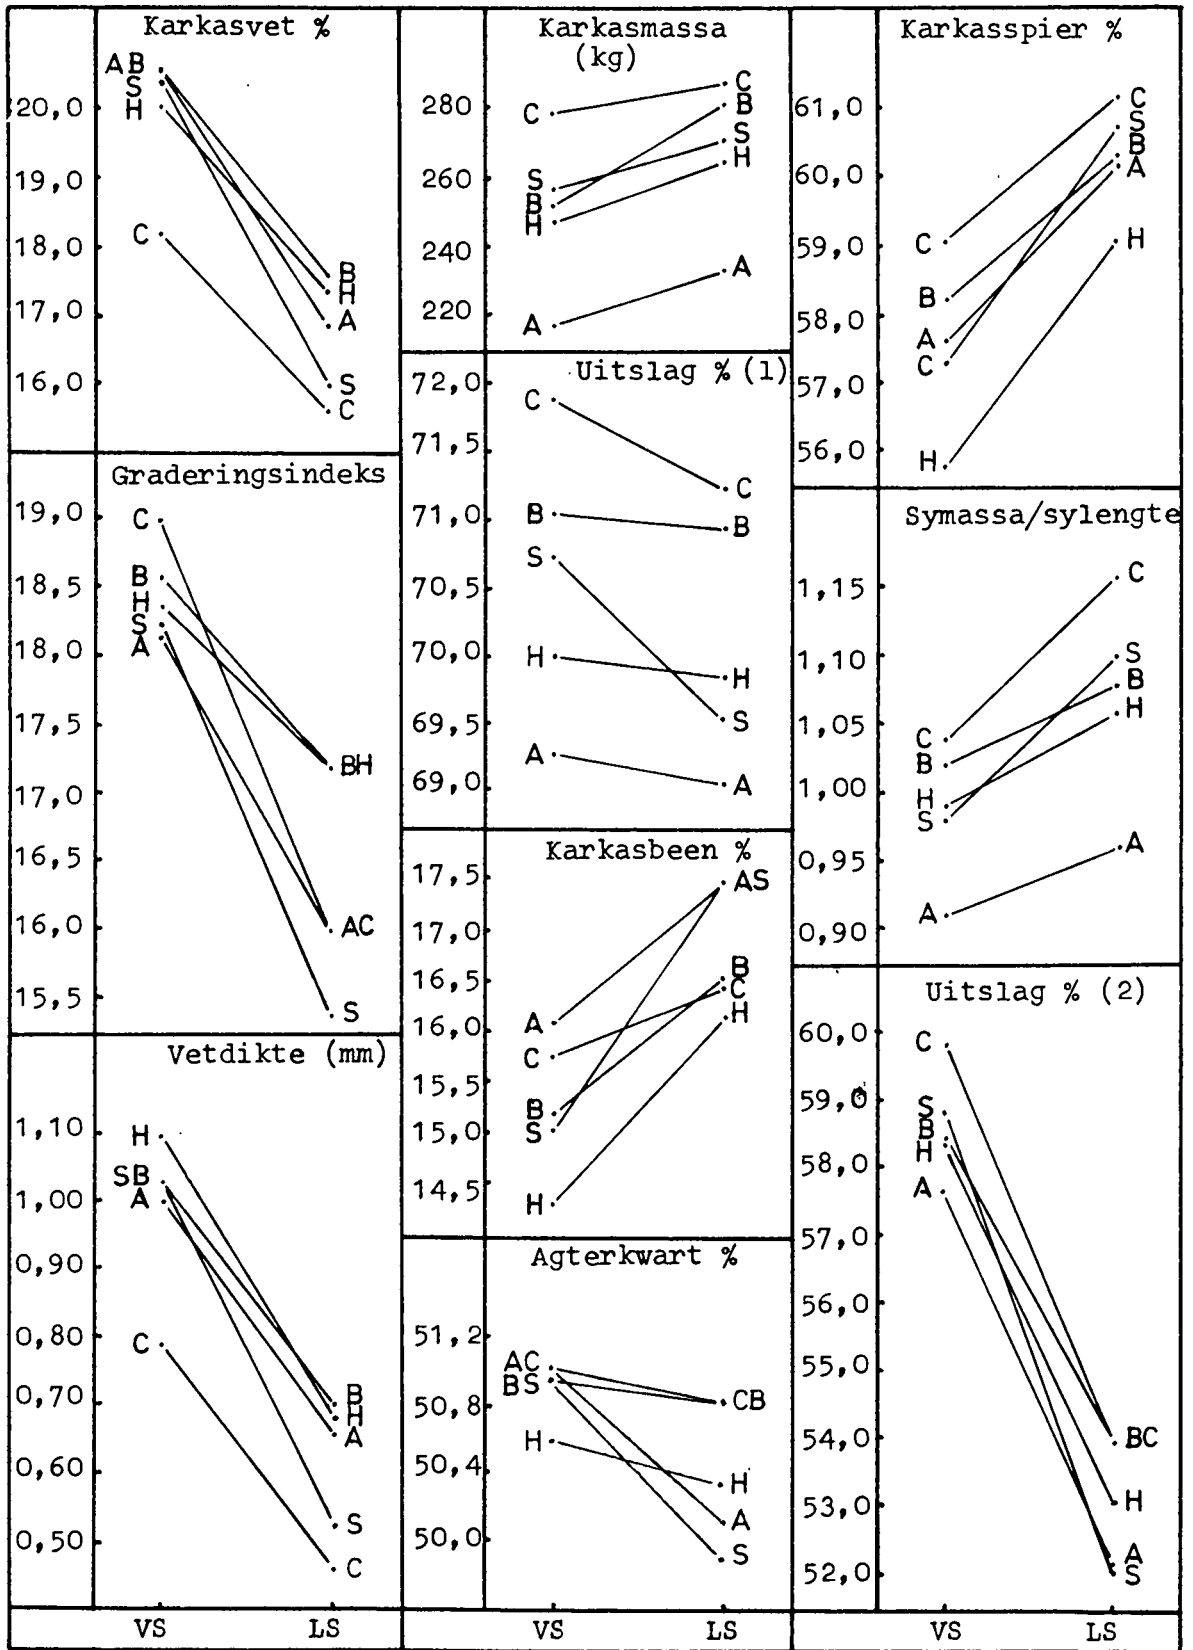 Karkasvet %
AB
S
20,0
H
19,0
C
18,0
B
H
17,0
A
16,0
S
C
Graderingsindeks
19,0
C
18,5
B
H
S
18,0
A
17,5
BH
17,0
16,5
16,0
AC
15,5
S
Vetdikte (mm)
1,10
H
SB
1,00
A
0,90
0,80
C
0,70
B
H
A
0,60
S
0,50
C
VS
LS
Karkasmassa
(kg)
C
280
C
B
S
260
S
B
H
H
240
A
220
A
Uitslag % (1)
72,0
C
71,5
C
71,0
B
B
S
70,5
70,0
H
H
69,5
S
A
69,0
A
Karkasbeen %
17,5
AS
17,0
16,5
B
C
16,0
A
H
C
15,5
B
15,0
S
14,5
H
Agterkwart %
51,2
AC
BS
50,8
CB
H
50,4
H
A
50,0
S
VS
LS
Karkasspier %
61,0
C
S
B
60,0
A
59,0
C
H
B
58,0
A
C
57,0
56,0
H
Symassa/sylengte
1,15
C
1,10
S
B
1,05
H
C
B
1,00
H
S
0,95
A
0,90
A
Uitslag % (2)
60,0
C
59,0
S
B
58,0
H
A
57,0
56,0
55,0
54,0
BC
53,0
H
A
52,0
S
VS
LS